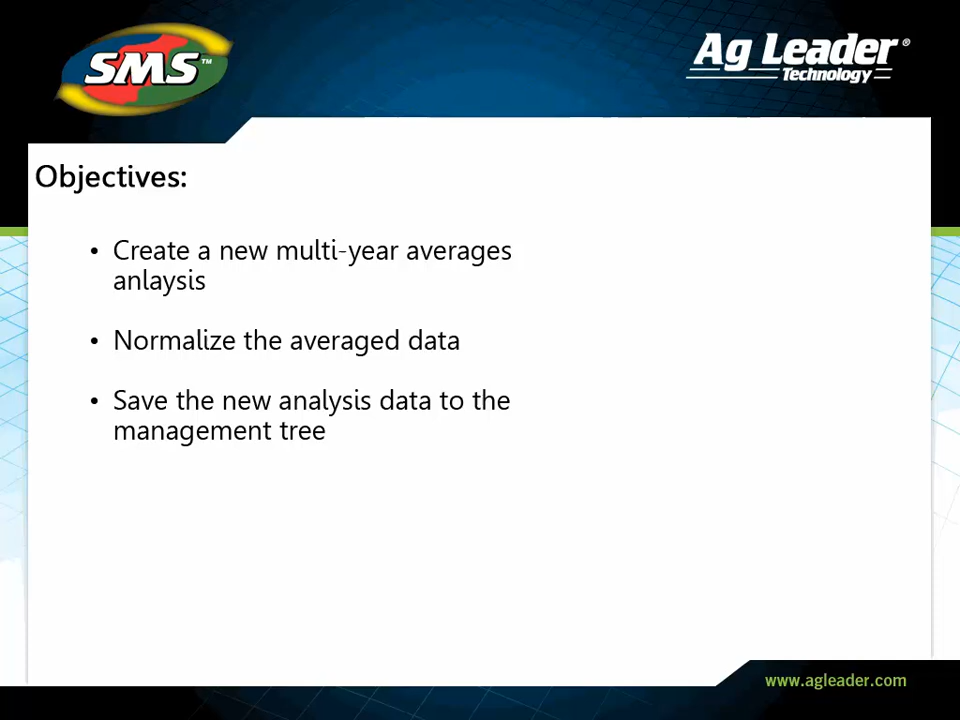 SMS™
Ag Leader®
Technology
Objectives:
• Create a new multi-year averages
anlaysis
• Normalize the averaged data
• Save the new analysis data to the
management tree
www.agleader.com